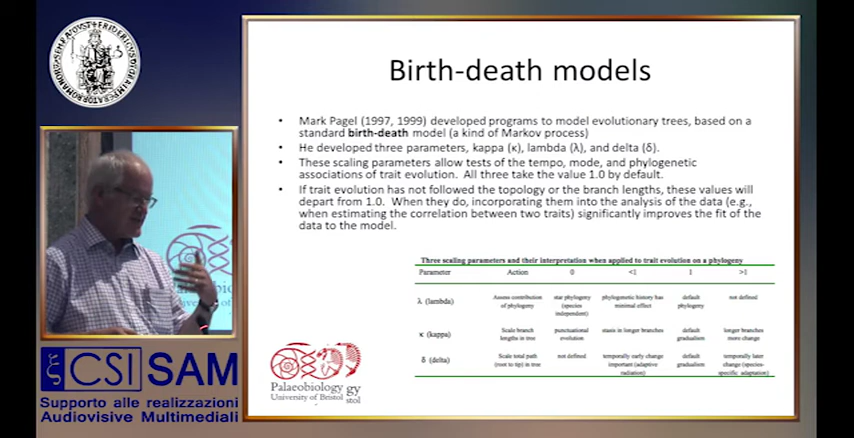 Birth-death models
• Mark Pagel (1997, 1999) developed programs to model evolutionary trees, based on a
standard birth-death model (a kind of Markov process)
• He developed three parameters, kappa (κ), lambda (λ), and delta (δ).
• These scaling parameters allow tests of the tempo, mode, and phylogenetic
associations of trait evolution. All three take the value 1.0 by default.
• If trait evolution has not followed the topology or the branch lengths, these values will
depart from 1.0. When they do, incorporating them into the analysis of the data (e.g.,
when estimating the correlation between two traits) significantly improves the fit of the
data to the model.
Three scaling parameters and their interpretation when applied to trait evolution on a phylogeny
Parameter Action 0 <1 1 >1
λ (lambda) Assess contribution star phylogeny phylogenetic history has default not defined
of phylogeny (species minimal effect phylogeny
independent)
κ (kappa) Scale branch punctuational stasis in longer branches default longer branches
lengths in tree evolution gradualism more change
δ (delta) Scale total path not defined temporally early change default temporally later
(root to tip) in tree important (adaptive gradualism change (species-
radiation) specific adaptation)
Palaeobiology gy
University of Bristol stol
CSI SAM
Supporto alle realizzazioni
Audiovisive Multimediali